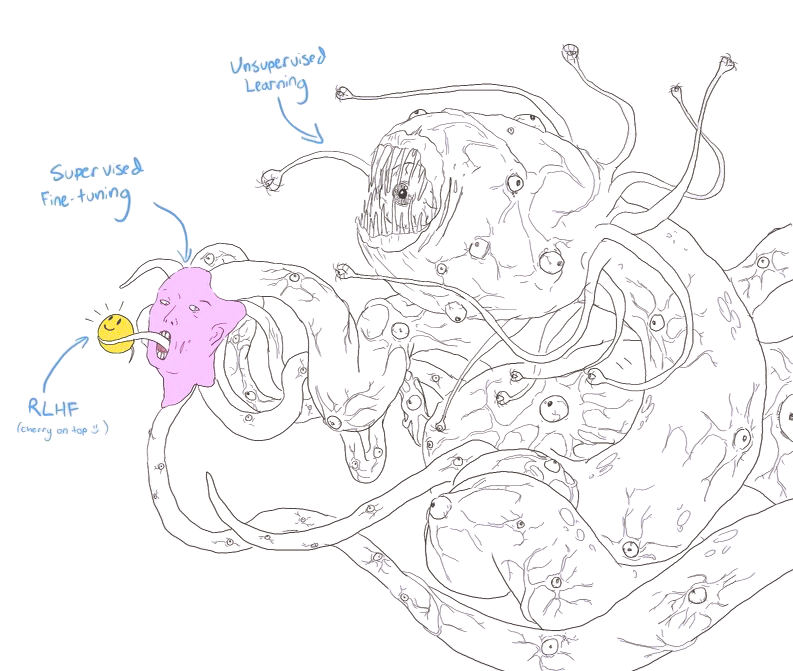 Unsupervised
Learning
Supervised
Fine-tuning
RLHF
(cherry on top :))